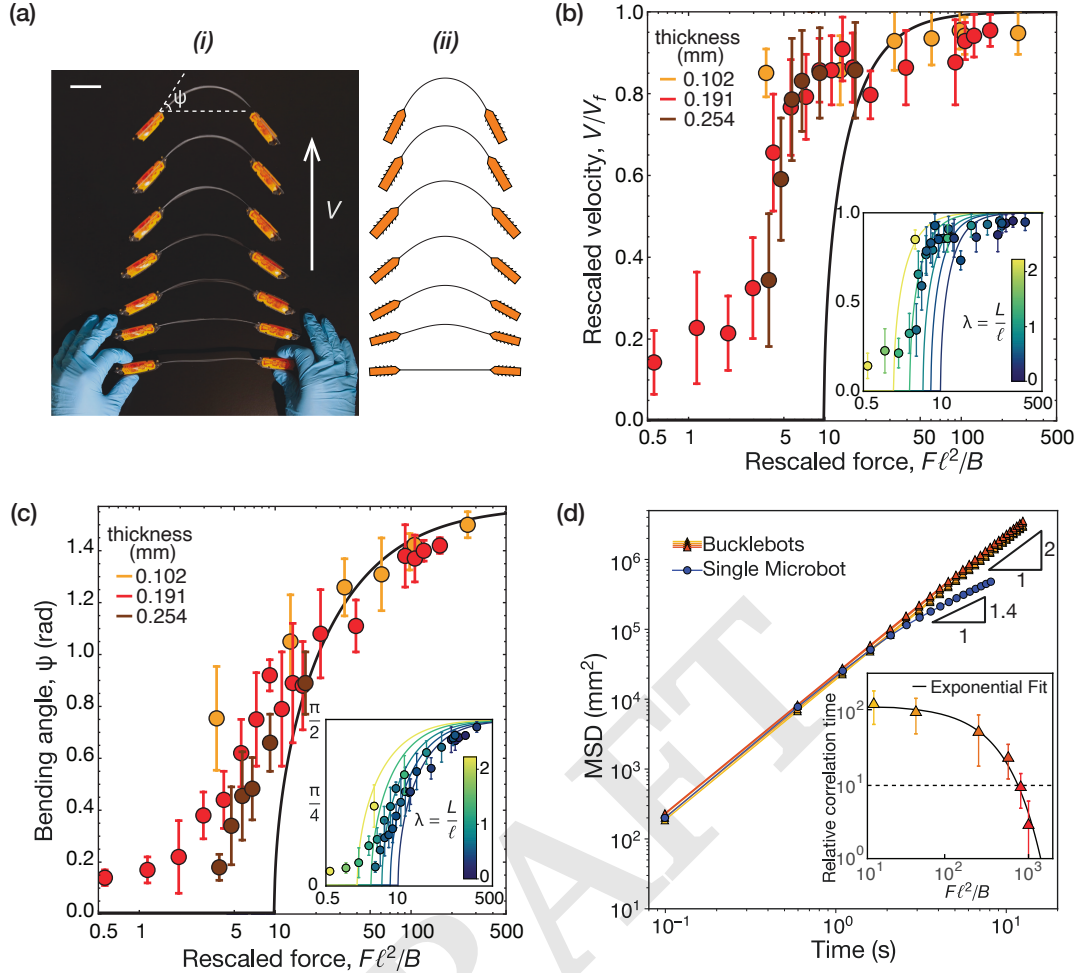 (a)
(i)
(ii)
ψ
V
(b)
Rescaled velocity, V/V_f
1.0
0.8
0.6
0.4
0.2
0.0
thickness
(mm)
0.102
0.191
0.254
1.0
0.5
0.0
λ = L/ℓ
2
1
0
0.5
10
500
0.5
1
5
10
50
100
500
Rescaled force, Fℓ²/B
(c)
Bending angle, ψ (rad)
1.4
1.2
1.0
0.8
0.6
0.4
0.2
0.0
thickness
(mm)
0.102
0.191
0.254
π/2
π/4
0
λ = L/ℓ
2
1
0
0.5
10
500
0.5
1
5
10
50
100
500
Rescaled force, Fℓ²/B
(d)
MSD (mm²)
10⁶
10⁵
10⁴
10³
10²
10¹
Bucklebots
Single Microbot
2
1
1.4
1
Relative correlation time
10²
10¹
10⁰
Exponential Fit
10¹
10²
10³
Fℓ²/B
10⁻¹
10⁰
10¹
Time (s)